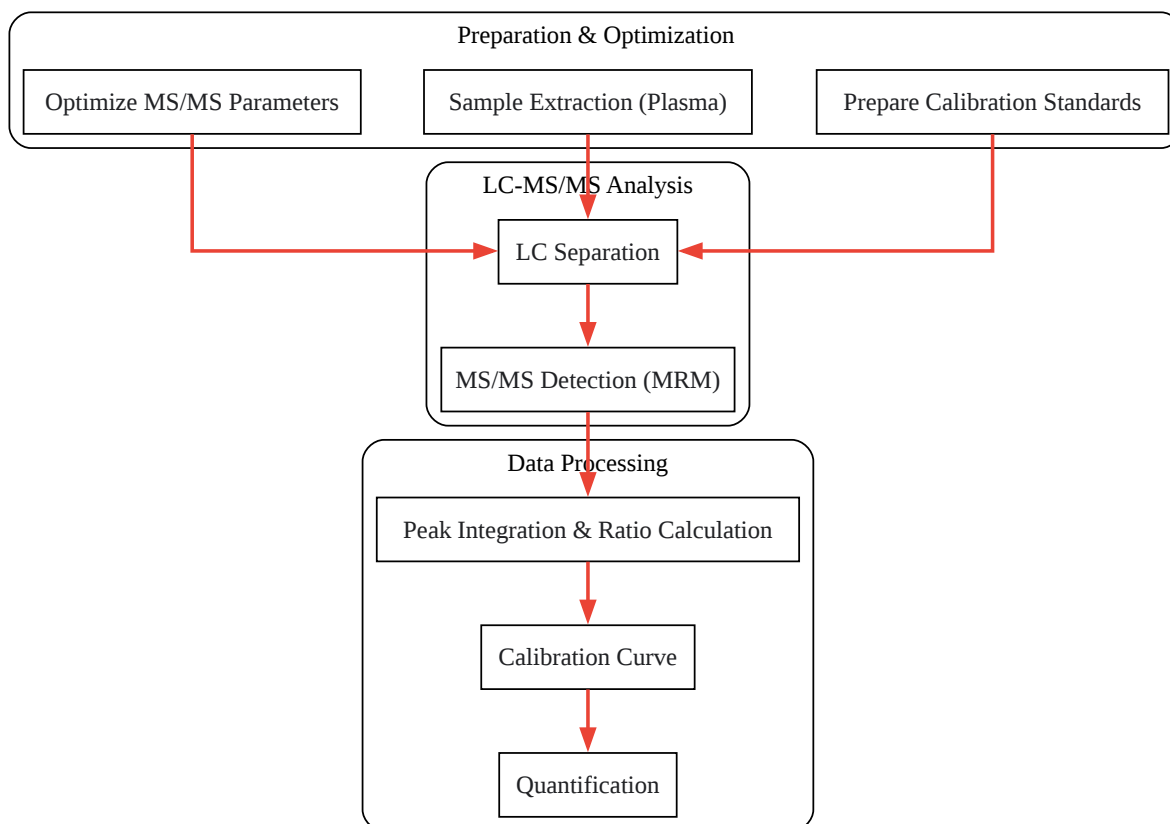 Preparation & Optimization
Optimize MS/MS Parameters
Sample Extraction (Plasma)
Prepare Calibration Standards
LC-MS/MS Analysis
LC Separation
MS/MS Detection (MRM)
Data Processing
Peak Integration & Ratio Calculation
Calibration Curve
Quantification